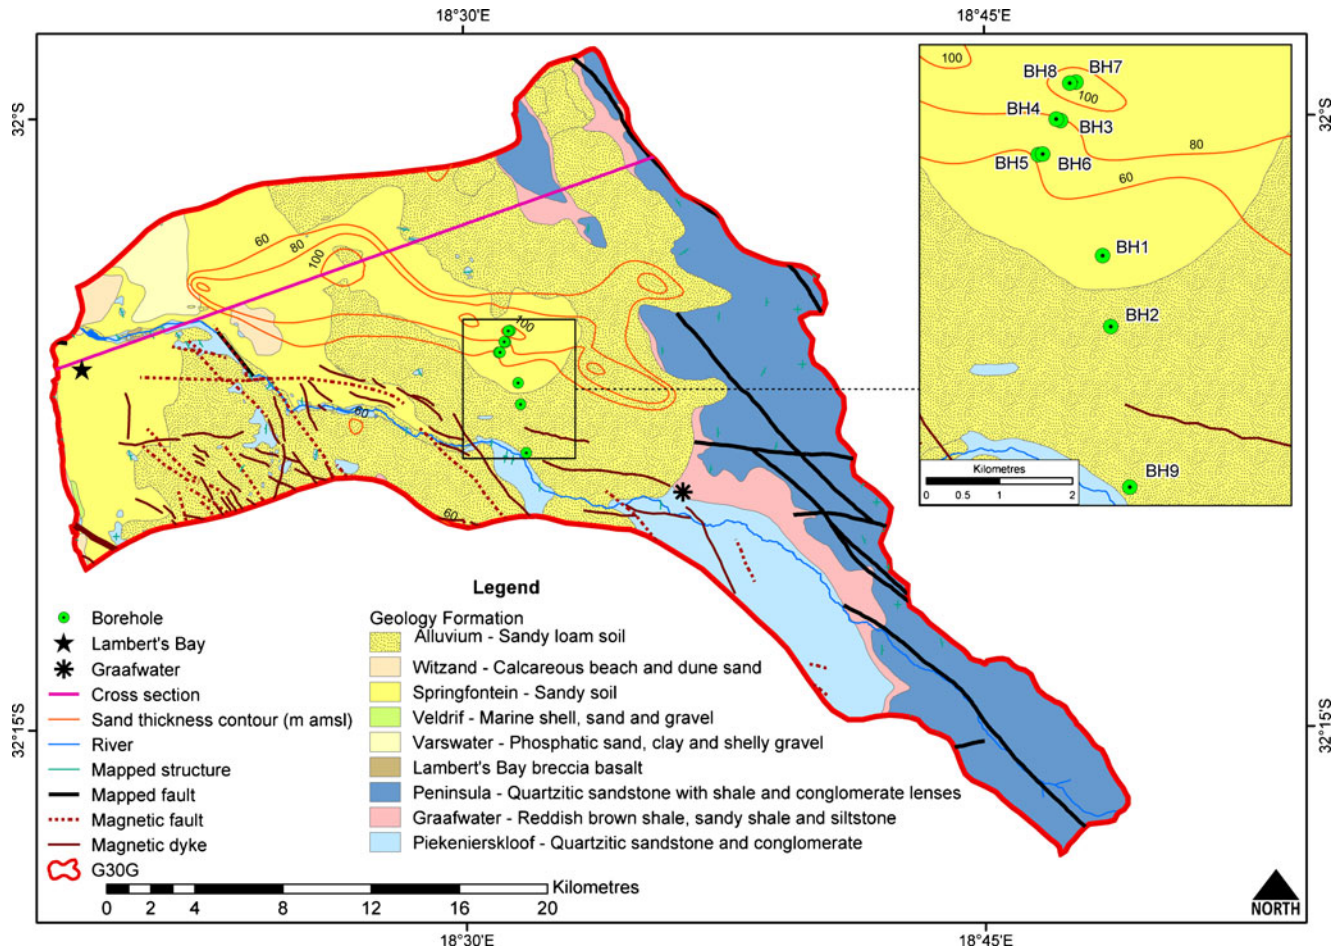 18°30'E
18°45'E
32°S
32°S
100
BH8
BH7
100
BH4
BH3
80
BH5
BH6
60
BH1
BH2
BH9
Kilometres
0 0.5 1 2
60
80
100
100
60
60
32°15'S
32°15'S
Legend
Borehole
Lambert's Bay
Graafwater
Cross section
Sand thickness contour (m amsl)
River
Mapped structure
Mapped fault
Magnetic fault
Magnetic dyke
G30G
Geology Formation
Alluvium - Sandy loam soil
Witzand - Calcareous beach and dune sand
Springfontein - Sandy soil
Veldrif - Marine shell, sand and gravel
Varswater - Phosphatic sand, clay and shelly gravel
Lambert's Bay breccia basalt
Peninsula - Quartzitic sandstone with shale and conglomerate lenses
Graafwater - Reddish brown shale, sandy shale and siltstone
Piekenierskloof - Quartzitic sandstone and conglomerate
Kilometres
0 2 4 8 12 16 20
NORTH
18°30'E
18°45'E